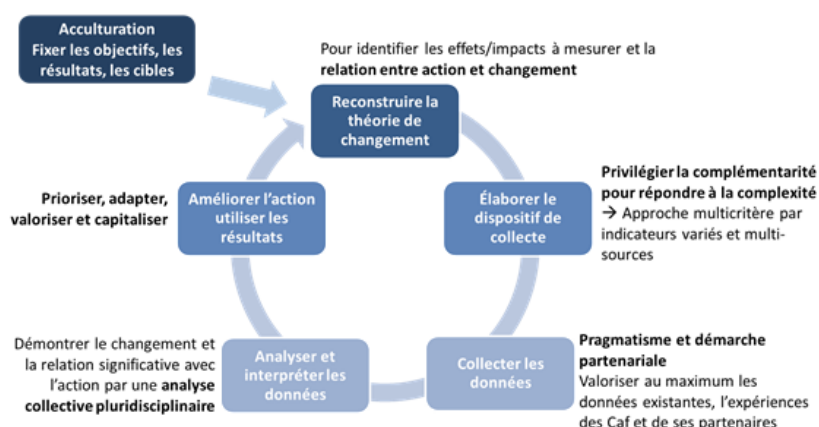 Acculturation
Fixer les objectifs, les
résultats, les cibles
Pour identifier les effets/impacts à mesurer et la
relation entre action et changement
Reconstruire la
théorie de
changement
Privilégier la complémentarité
pour répondre à la complexité
→ Approche multicritère par
indicateurs variés et multi-
sources
Élaborer le
dispositif de
collecte
Pragmatisme et démarche
partenariale
Valoriser au maximum les
données existantes, l'expériences
des Caf et de ses partenaires
Collecter les
données
Analyser et
interpréter les
données
Démontrer le changement et
la relation significative avec
l'action par une analyse
collective pluridisciplinaire
Améliorer l'action
utiliser les
résultats
Prioriser, adapter,
valoriser et capitaliser